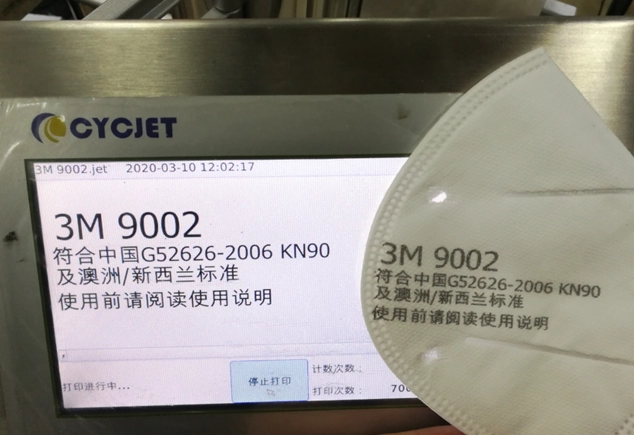 CYCJET
3M 9002.jet 2020-03-10 12:02:17
3M 9002
符合中国G52626-2006 KN90
及澳洲/新西兰标准
使用前请阅读使用说明
打印进行中...
停止打印
计数次数:
打印次数: 700
3M 9002
符合中国G52626-2006 KN90
及澳洲/新西兰标准
使用前请阅读使用说明